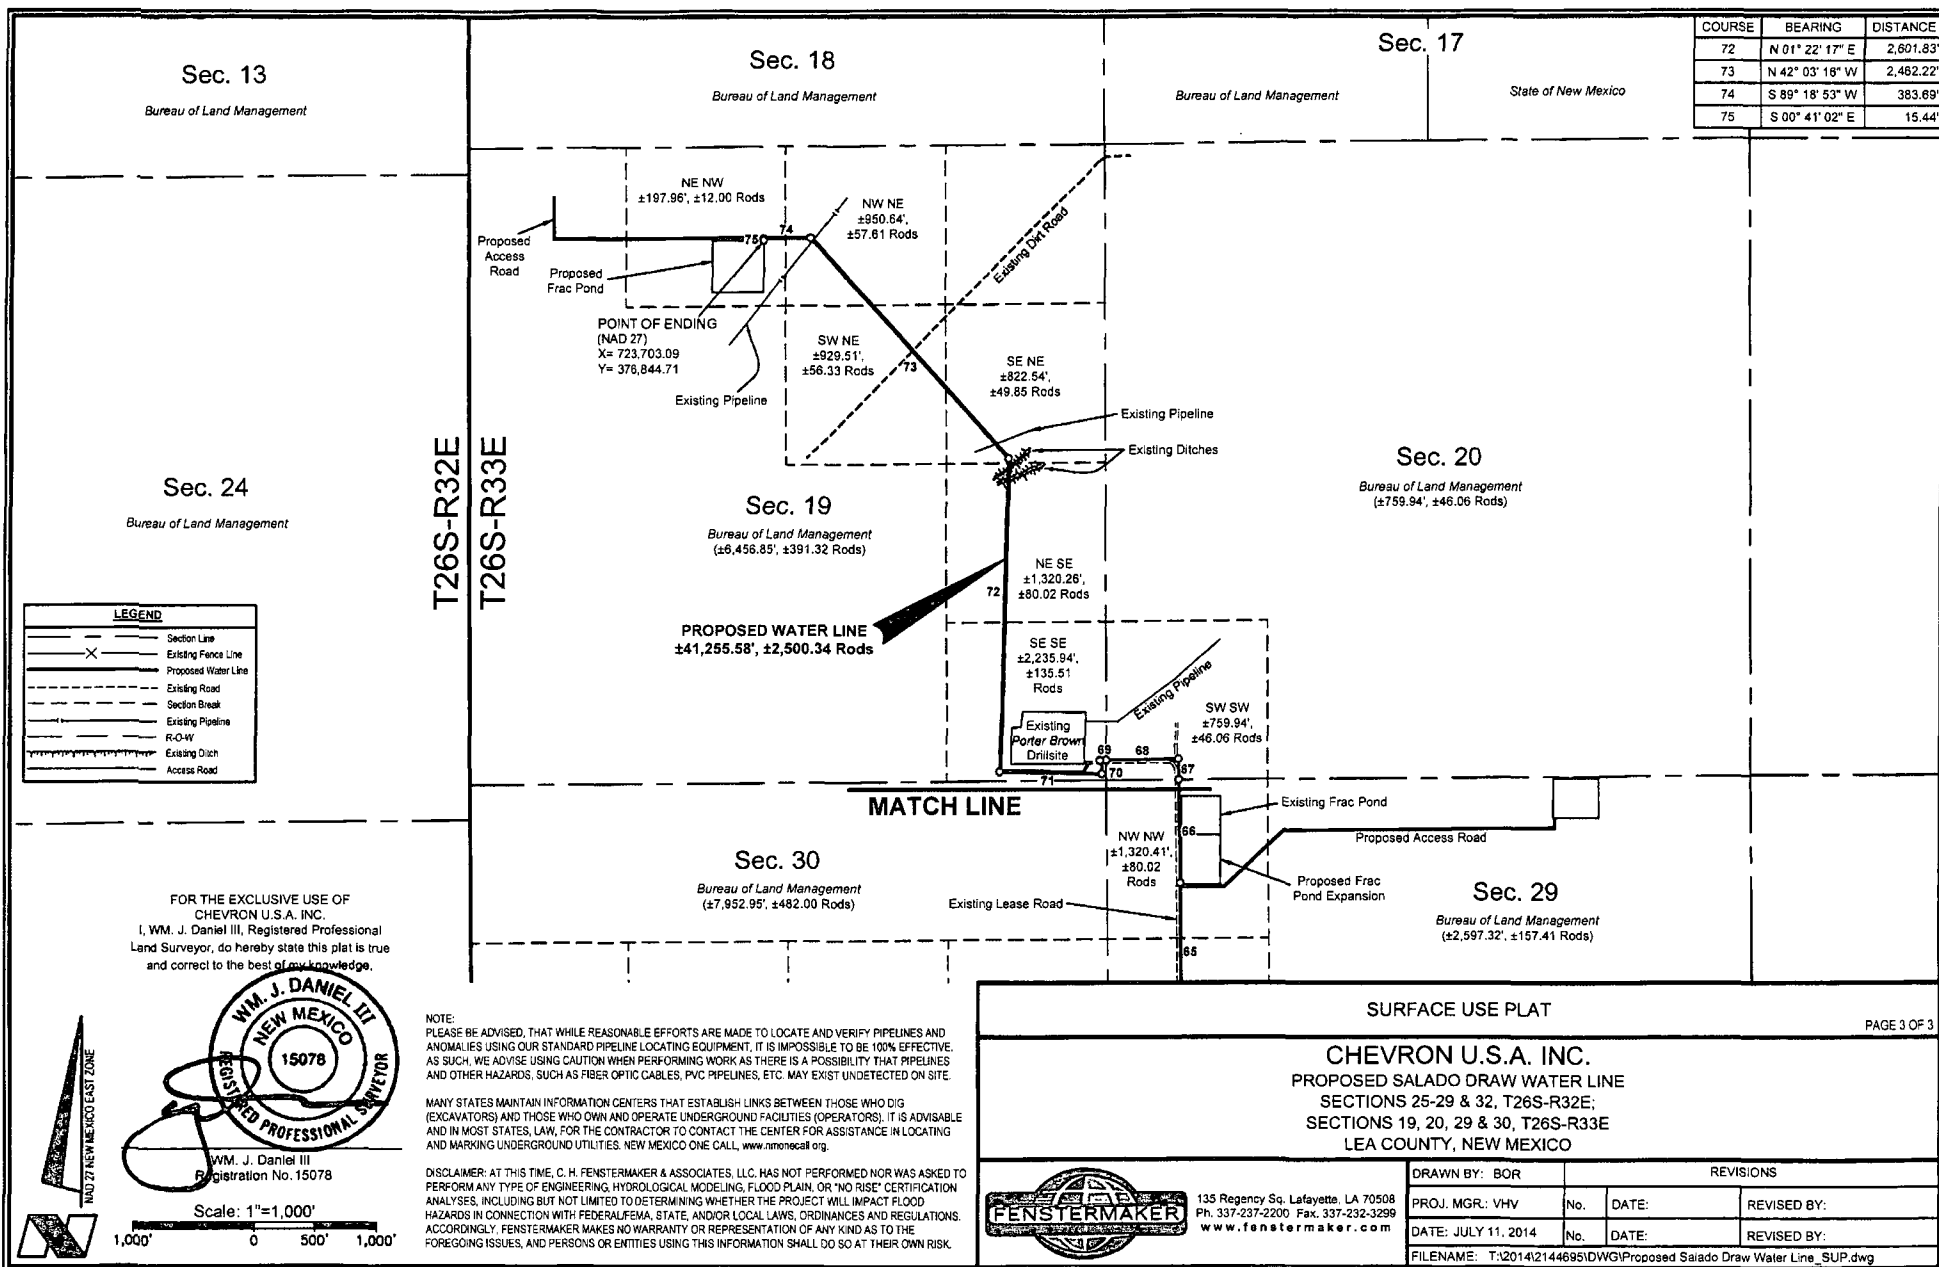 COURSE BEARING DISTANCE
72 N 01° 22' 17" E 2,601.83'
73 N 42° 03' 16" W 2,462.22'
74 S 89° 18' 53" W 383.69'
75 S 00° 41' 02" E 15.44'
Sec. 13
Bureau of Land Management
Sec. 18
Bureau of Land Management
Sec. 17
Bureau of Land Management
State of New Mexico
NE NW
±197.96', ±12.00 Rods
NW NE
±950.64',
±57.61 Rods
Proposed
Access
Road
Proposed
Frac Pond
75
74
Existing Dirt Road
POINT OF ENDING
(NAD 27)
X= 723,703.09
Y= 376,844.71
Existing Pipeline
SW NE
±929.51',
±56.33 Rods
73
SE NE
±822.54',
±49.85 Rods
Existing Pipeline
Existing Ditches
T26S-R32E
T26S-R33E
Sec. 24
Bureau of Land Management
Sec. 19
Bureau of Land Management
(±6,456.85', ±391.32 Rods)
Sec. 20
Bureau of Land Management
(±759.94', ±46.06 Rods)
NE SE
±1,320.26',
±80.02 Rods
72
PROPOSED WATER LINE
±41,255.58', ±2,500.34 Rods
SE SE
±2,235.94',
±135.51
Rods
Existing Pipeline
SW SW
±759.94',
±46.06 Rods
Existing
Porter Brown
Drillsite
69
68
70
71
67
MATCH LINE
LEGEND
Section Line
Existing Fence Line
Proposed Water Line
Existing Road
Section Break
Existing Pipeline
R-O-W
Existing Ditch
Access Road
Sec. 30
Bureau of Land Management
(±7,952.95', ±482.00 Rods)
NW NW
±1,320.41',
±80.02
Rods
66
Existing Frac Pond
Proposed Access Road
Proposed Frac
Pond Expansion
Existing Lease Road
65
Sec. 29
Bureau of Land Management
(±2,597.32', ±157.41 Rods)
FOR THE EXCLUSIVE USE OF
CHEVRON U.S.A. INC.
I, WM. J. Daniel III, Registered Professional
Land Surveyor, do hereby state this plat is true
and correct to the best of my knowledge.
WM. J. DANIEL III
NEW MEXICO
15078
REGISTERED PROFESSIONAL SURVEYOR
WM. J. Daniel III
Registration No. 15078
NAD 27 NEW MEXICO EAST ZONE
Scale: 1"=1,000'
1,000' 0 500' 1,000'
NOTE:
PLEASE BE ADVISED, THAT WHILE REASONABLE EFFORTS ARE MADE TO LOCATE AND VERIFY PIPELINES AND
ANOMALIES USING OUR STANDARD PIPELINE LOCATING EQUIPMENT, IT IS IMPOSSIBLE TO BE 100% EFFECTIVE.
AS SUCH, WE ADVISE USING CAUTION WHEN PERFORMING WORK AS THERE IS A POSSIBILITY THAT PIPELINES
AND OTHER HAZARDS, SUCH AS FIBER OPTIC CABLES, PVC PIPELINES, ETC. MAY EXIST UNDETECTED ON SITE.
MANY STATES MAINTAIN INFORMATION CENTERS THAT ESTABLISH LINKS BETWEEN THOSE WHO DIG
(EXCAVATORS) AND THOSE WHO OWN AND OPERATE UNDERGROUND FACILITIES (OPERATORS). IT IS ADVISABLE
AND IN MOST STATES, LAW, FOR THE CONTRACTOR TO CONTACT THE CENTER FOR ASSISTANCE IN LOCATING
AND MARKING UNDERGROUND UTILITIES. NEW MEXICO ONE CALL, www.nmonecall.org.
DISCLAIMER: AT THIS TIME, C. H. FENSTERMAKER & ASSOCIATES, LLC. HAS NOT PERFORMED NOR WAS ASKED TO
PERFORM ANY TYPE OF ENGINEERING, HYDROLOGICAL MODELING, FLOOD PLAIN, OR "NO RISE" CERTIFICATION
ANALYSES, INCLUDING BUT NOT LIMITED TO DETERMINING WHETHER THE PROJECT WILL IMPACT FLOOD
HAZARDS IN CONNECTION WITH FEDERAL/FEMA, STATE, AND/OR LOCAL LAWS, ORDINANCES AND REGULATIONS.
ACCORDINGLY, FENSTERMAKER MAKES NO WARRANTY OR REPRESENTATION OF ANY KIND AS TO THE
FOREGOING ISSUES, AND PERSONS OR ENTITIES USING THIS INFORMATION SHALL DO SO AT THEIR OWN RISK.
SURFACE USE PLAT
PAGE 3 OF 3
CHEVRON U.S.A. INC.
PROPOSED SALADO DRAW WATER LINE
SECTIONS 25-29 & 32, T26S-R32E;
SECTIONS 19, 20, 29 & 30, T26S-R33E
LEA COUNTY, NEW MEXICO
FENSTERMAKER
135 Regency Sq. Lafayette, LA 70508
Ph. 337-237-2200 Fax. 337-232-3299
www.fenstermaker.com
DRAWN BY: BOR REVISIONS
PROJ. MGR.: VHV No. DATE: REVISED BY:
DATE: JULY 11, 2014 No. DATE: REVISED BY:
FILENAME: T:\2014\2144695\DWG\Proposed Salado Draw Water Line_SUP.dwg